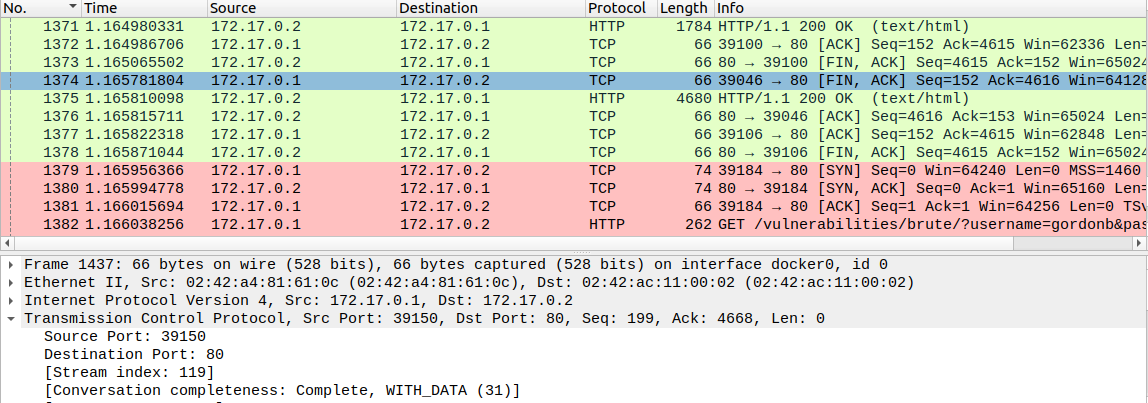 No. Time Source Destination Protocol Length Info
1371 1.164980331 172.17.0.2 172.17.0.1 HTTP 1784 HTTP/1.1 200 OK (text/html)
1372 1.164986706 172.17.0.1 172.17.0.2 TCP 66 39100 → 80 [ACK] Seq=152 Ack=4615 Win=62336 Len=
1373 1.165065502 172.17.0.2 172.17.0.1 TCP 66 80 → 39100 [FIN, ACK] Seq=4615 Ack=152 Win=65024
1374 1.165781804 172.17.0.1 172.17.0.2 TCP 66 39046 → 80 [FIN, ACK] Seq=152 Ack=4616 Win=64128
1375 1.165810098 172.17.0.2 172.17.0.1 HTTP 4680 HTTP/1.1 200 OK (text/html)
1376 1.165815711 172.17.0.2 172.17.0.1 TCP 66 80 → 39046 [ACK] Seq=4616 Ack=153 Win=65024 Len=
1377 1.165822318 172.17.0.1 172.17.0.2 TCP 66 39106 → 80 [ACK] Seq=152 Ack=4615 Win=62848 Len=
1378 1.165871044 172.17.0.2 172.17.0.1 TCP 66 80 → 39106 [FIN, ACK] Seq=4615 Ack=152 Win=65024
1379 1.165956366 172.17.0.1 172.17.0.2 TCP 74 39184 → 80 [SYN] Seq=0 Win=64240 Len=0 MSS=1460
1380 1.165994778 172.17.0.2 172.17.0.1 TCP 74 80 → 39184 [SYN, ACK] Seq=0 Ack=1 Win=65160 Len=
1381 1.166015694 172.17.0.1 172.17.0.2 TCP 66 39184 → 80 [ACK] Seq=1 Ack=1 Win=64256 Len=0 TSv
1382 1.166038256 172.17.0.1 172.17.0.2 HTTP 262 GET /vulnerabilities/brute/?username=gordonb&pas
Frame 1437: 66 bytes on wire (528 bits), 66 bytes captured (528 bits) on interface docker0, id 0
Ethernet II, Src: 02:42:a4:81:61:0c (02:42:a4:81:61:0c), Dst: 02:42:ac:11:00:02 (02:42:ac:11:00:02)
Internet Protocol Version 4, Src: 172.17.0.1, Dst: 172.17.0.2
Transmission Control Protocol, Src Port: 39150, Dst Port: 80, Seq: 199, Ack: 4668, Len: 0
Source Port: 39150
Destination Port: 80
[Stream index: 119]
[Conversation completeness: Complete, WITH_DATA (31)]